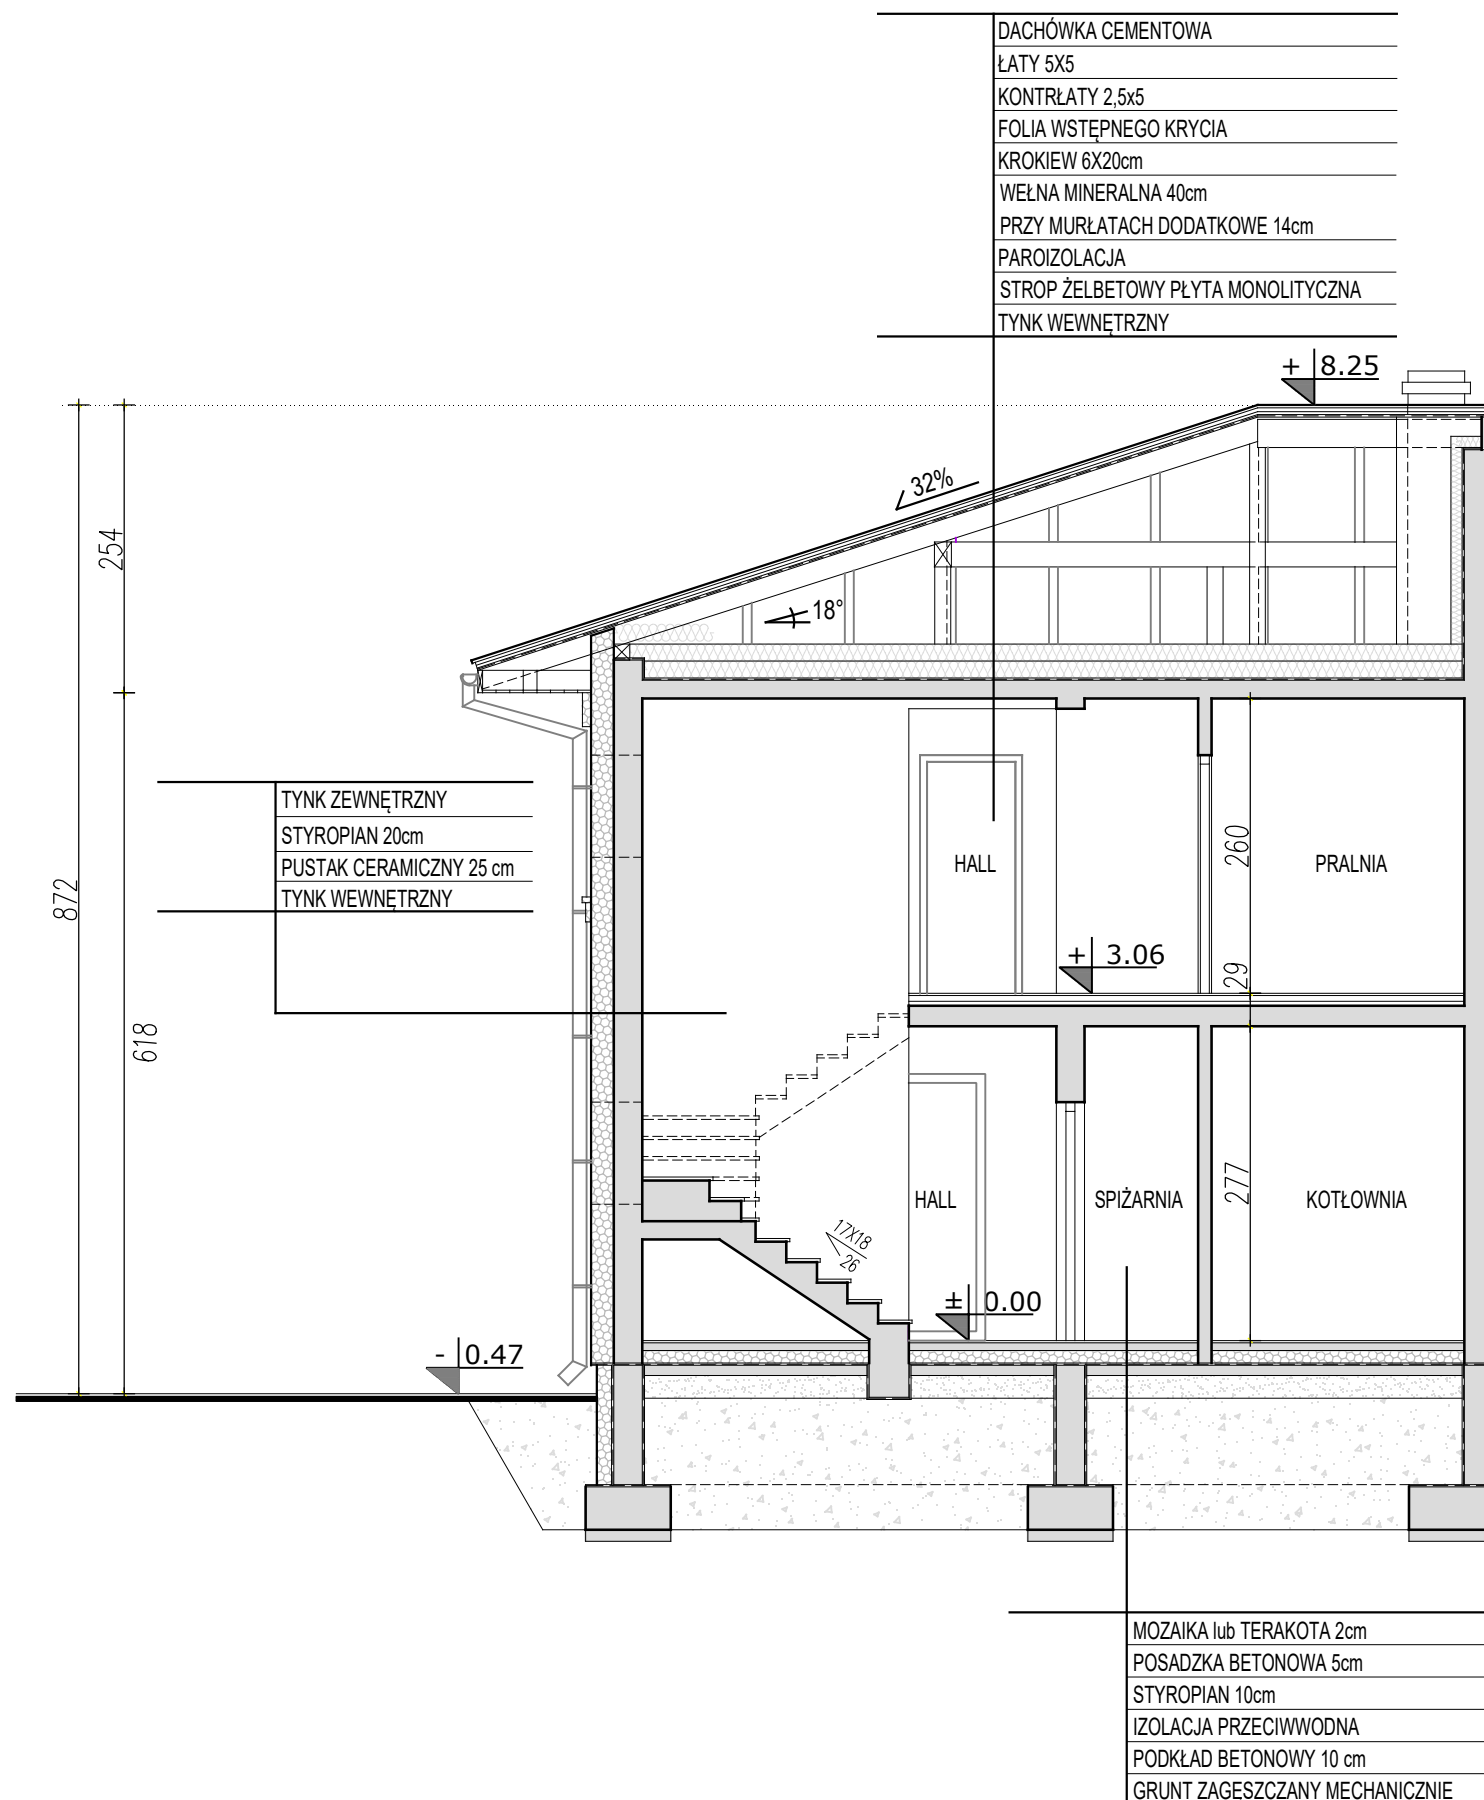 DACHÓWKA CEMENTOWA
ŁATY 5X5
KONTRŁATY 2,5x5
FOLIA WSTĘPNEGO KRYCIA
KROKIEW 6X20cm
WEŁNA MINERALNA 40cm
PRZY MURŁATACH DODATKOWE 14cm
PAROIZOLACJA
STROP ŻELBETOWY PŁYTA MONOLITYCZNA
TYNK WEWNĘTRZNY
+ 8.25
32%
254
18°
TYNK ZEWNĘTRZNY
STYROPIAN 20cm
PUSTAK CERAMICZNY 25 cm
TYNK WEWNĘTRZNY
872
618
HALL
260
PRALNIA
+ 3.06
29
HALL
SPIŻARNIA
277
KOTŁOWNIA
17X18
26
± 0.00
- 0.47
MOZAIKA lub TERAKOTA 2cm
POSADZKA BETONOWA 5cm
STYROPIAN 10cm
IZOLACJA PRZECIWWODNA
PODKŁAD BETONOWY 10 cm
GRUNT ZAGĘSZCZANY MECHANICZNIE